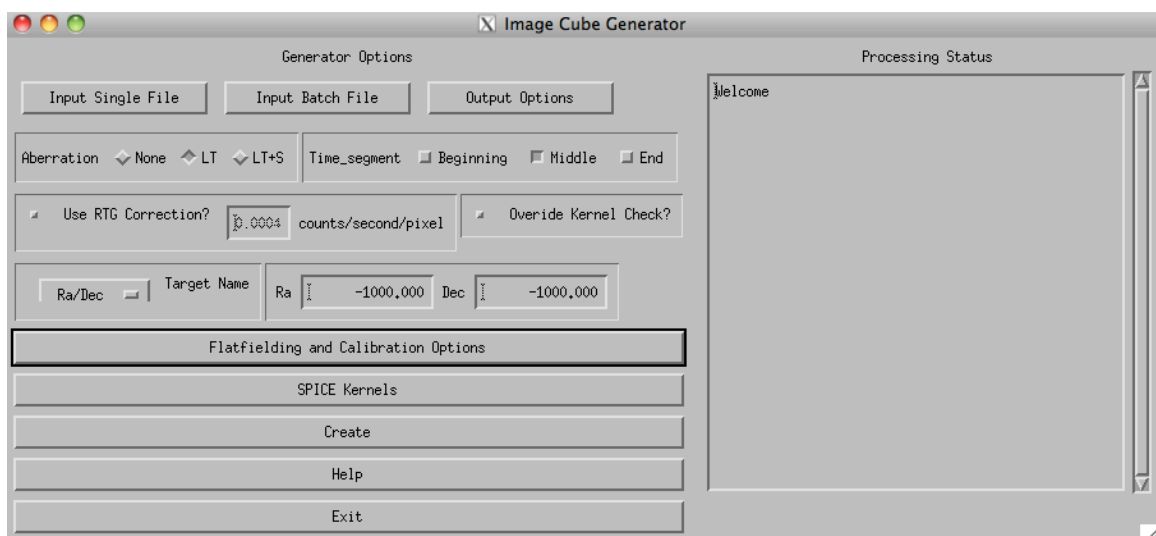 X Image Cube Generator
Generator Options
Processing Status
Input Single File Input Batch File Output Options
Welcome
Aberration None LT LT+S Time_segment Beginning Middle End
Use RTG Correction? 0.0004 counts/second/pixel Overide Kernel Check?
Ra/Dec Target Name Ra -1000.000 Dec -1000.000
Flatfielding and Calibration Options
SPICE Kernels
Create
Help
Exit